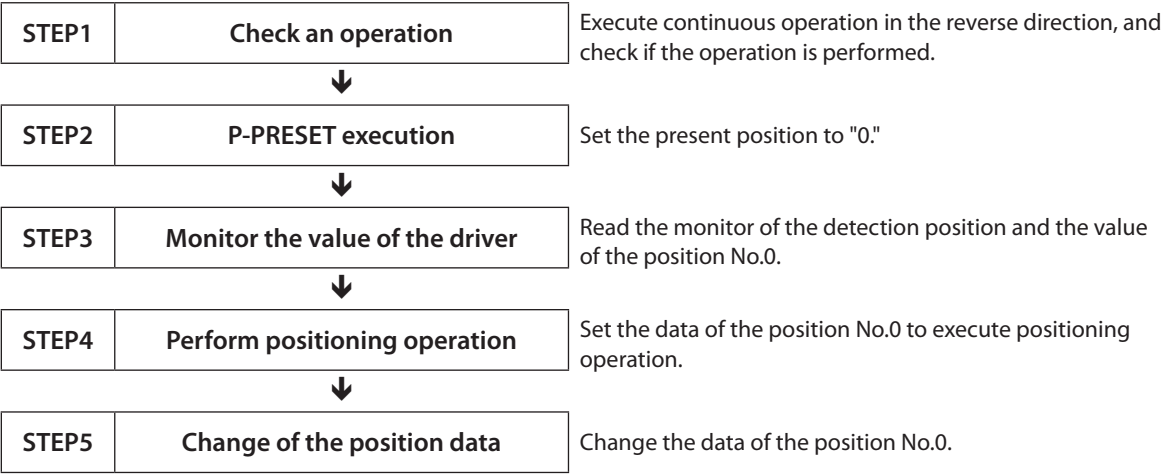 STEP1 Check an operation
Execute continuous operation in the reverse direction, and
check if the operation is performed.
STEP2 P-PRESET execution
Set the present position to "0."
STEP3 Monitor the value of the driver
Read the monitor of the detection position and the value
of the position No.0.
STEP4 Perform positioning operation
Set the data of the position No.0 to execute positioning
operation.
STEP5 Change of the position data
Change the data of the position No.0.